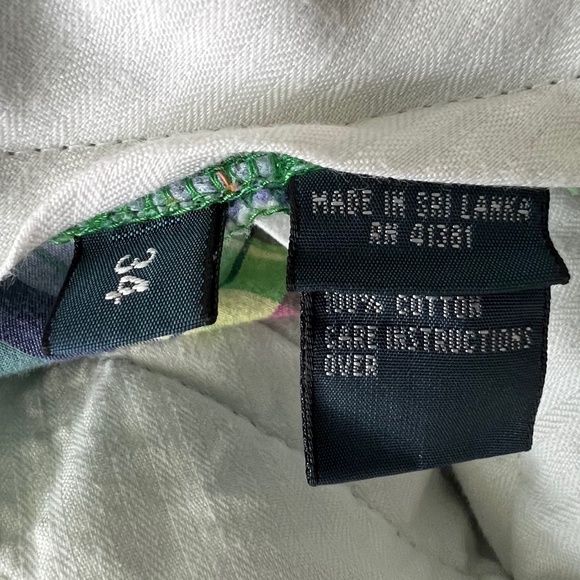 34
MADE IN SRI LANKA
RN 41381
100% COTTON
CARE INSTRUCTIONS
OVER